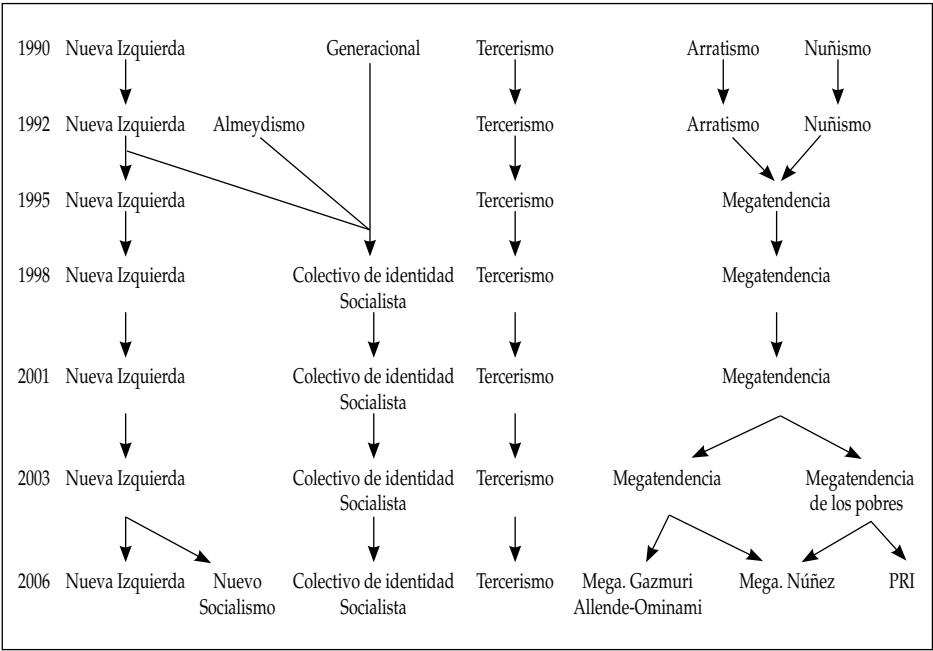 1990 Nueva Izquierda Generacional Tercerismo Arratismo Nuñismo
1992 Nueva Izquierda Almeydismo Tercerismo Arratismo Nuñismo
1995 Nueva Izquierda Tercerismo Megatendencia
1998 Nueva Izquierda Colectivo de identidad Tercerismo Megatendencia
Socialista
2001 Nueva Izquierda Colectivo de identidad Tercerismo Megatendencia
Socialista
2003 Nueva Izquierda Colectivo de identidad Tercerismo Megatendencia Megatendencia
Socialista de los pobres
2006 Nueva Izquierda Nuevo Colectivo de identidad Tercerismo Mega. Gazmuri Mega. Núñez PRI
Socialismo Socialista Allende-Ominami